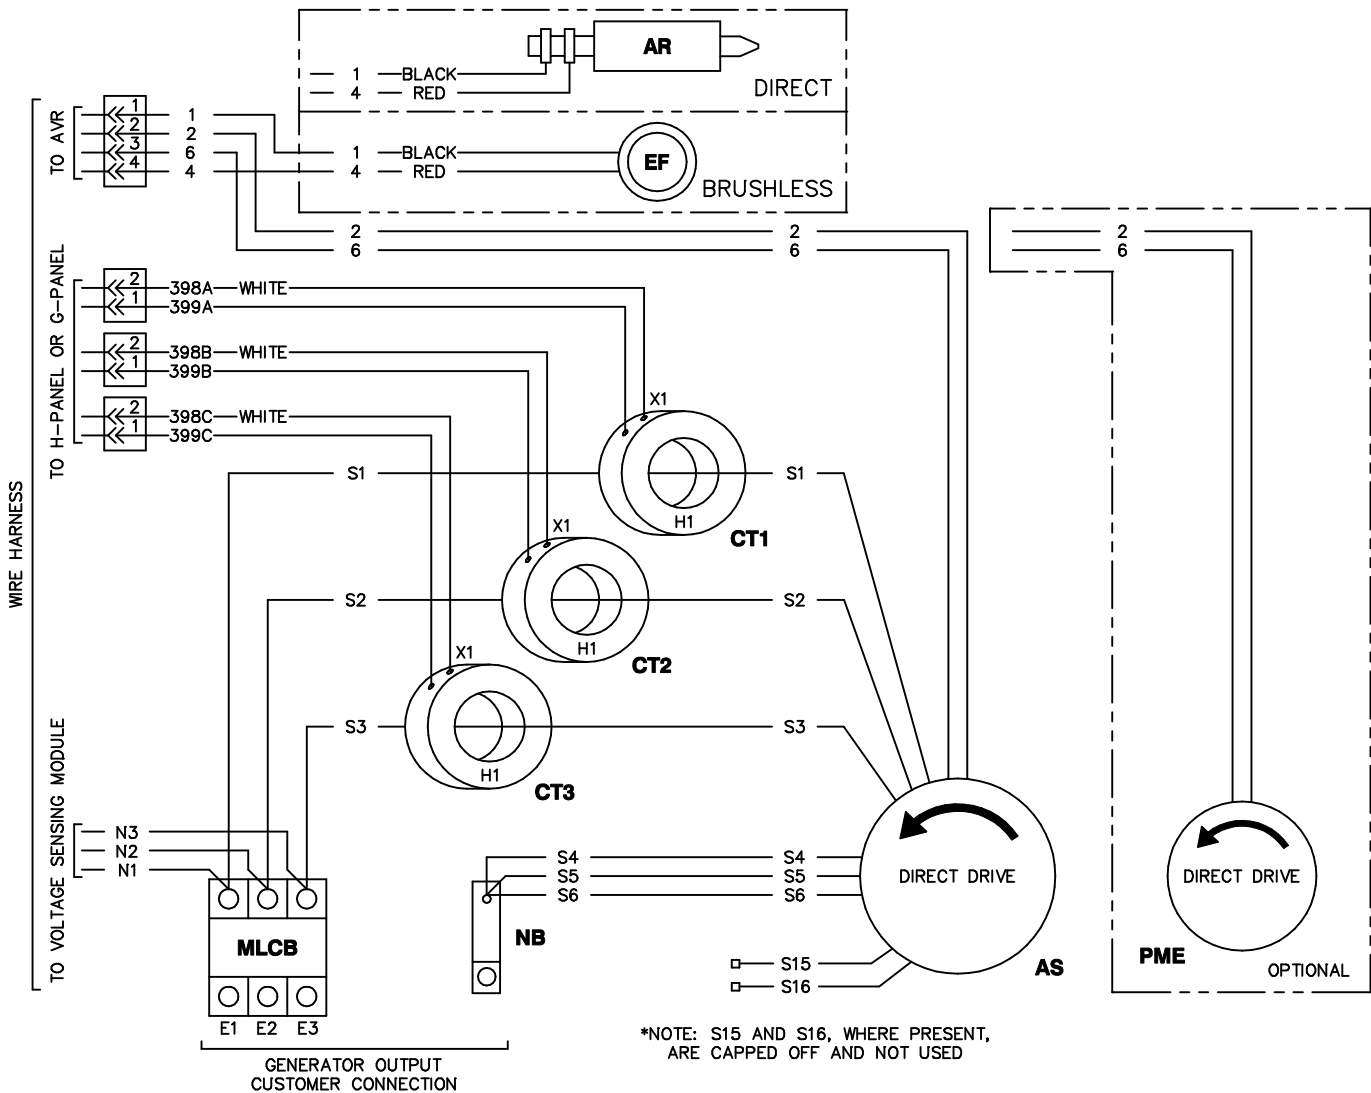 AR
1 BLACK
4 RED
DIRECT
TO AVR
1 1
2 2
3 6
4 4
1 BLACK
4 RED
EF
BRUSHLESS
2 2
6 6
2
6
TO H-PANEL OR G-PANEL
2 398A WHITE
1 399A
2 398B WHITE
1 399B
2 398C WHITE
1 399C
X1
S1 S1
H1
CT1
X1
S2 S2
H1
CT2
X1
S3 S3
H1
CT3
WIRE HARNESS
TO VOLTAGE SENSING MODULE
N3
N2
N1
MLCB
E1 E2 E3
S4 S4
S5 S5
S6 S6
NB
S15
S16
DIRECT DRIVE
AS
DIRECT DRIVE
PME
OPTIONAL
GENERATOR OUTPUT
CUSTOMER CONNECTION
*NOTE: S15 AND S16, WHERE PRESENT,
ARE CAPPED OFF AND NOT USED